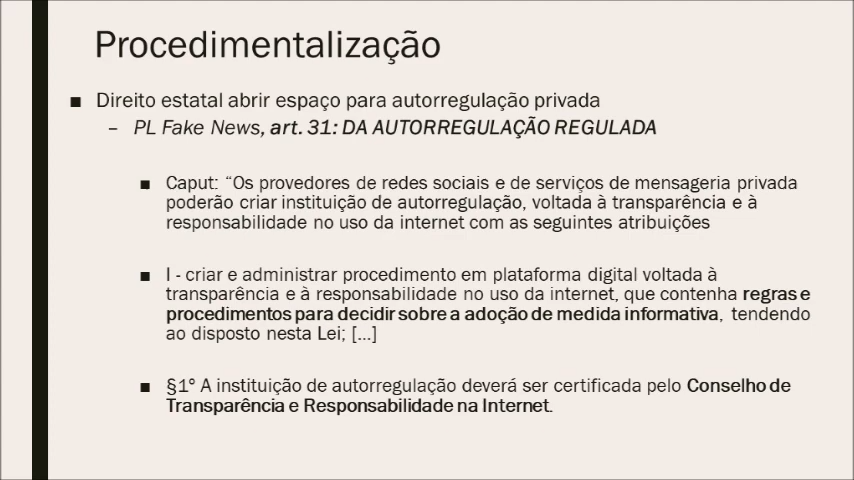 Procedimentalização
■ Direito estatal abrir espaço para autorregulação privada
– PL Fake News, art. 31: DA AUTORREGULAÇÃO REGULADA
■ Caput: “Os provedores de redes sociais e de serviços de mensageria privada
poderão criar instituição de autorregulação, voltada à transparência e à
responsabilidade no uso da internet com as seguintes atribuições
■ I - criar e administrar procedimento em plataforma digital voltada à
transparência e à responsabilidade no uso da internet, que contenha regras e
procedimentos para decidir sobre a adoção de medida informativa, tendendo
ao disposto nesta Lei; [...]
■ §1º A instituição de autorregulação deverá ser certificada pelo Conselho de
Transparência e Responsabilidade na Internet.